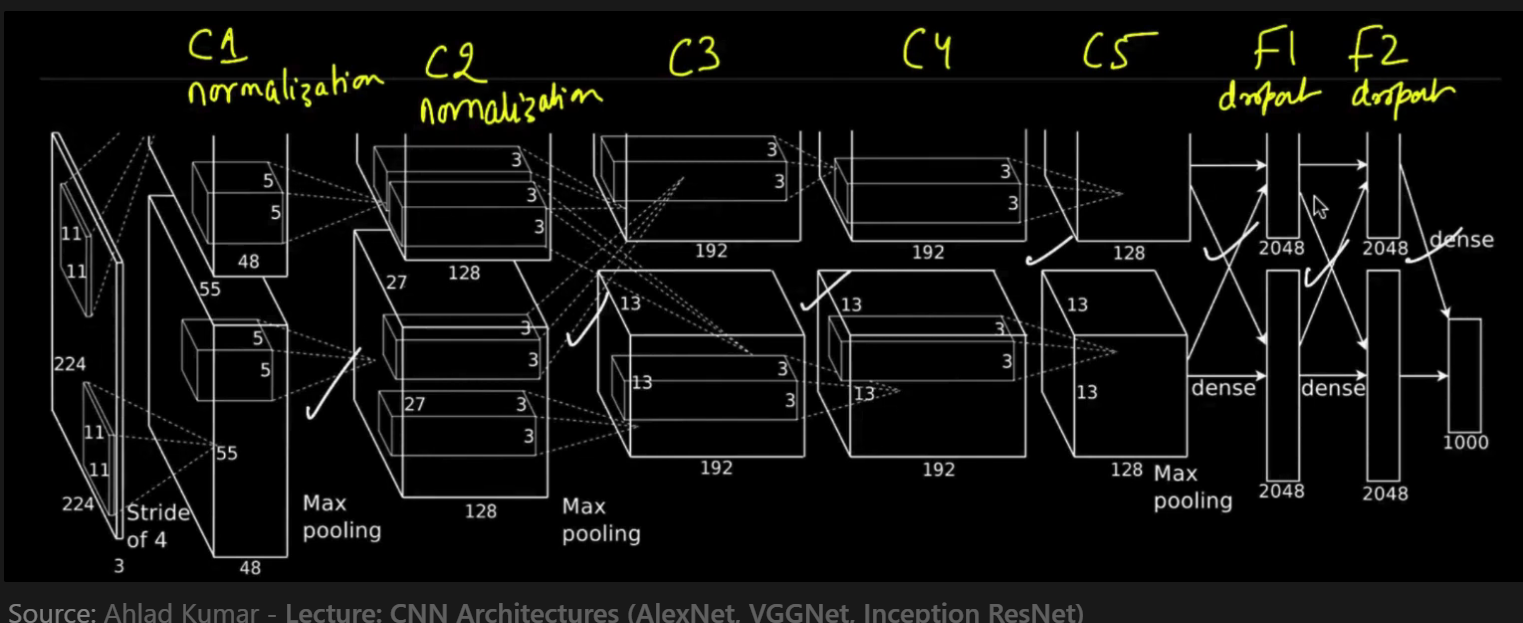 C1 C2 C3 C4 C5 F1 F2
normalization normalization dropout dropout
3
5 3 3
5 3 3 3
11 3 3
11 48 128 192 192 128 2048 2048 dense
55 27 13 13 13
5 3
224 5 3 3 3
13 3 3 13 13
27 3 dense dense
11 3
11 55 1000
192 192 128
224 Stride of 4
Max pooling
128
Max pooling
Max pooling
2048 2048
3 48
Source: Ahlad Kumar - Lecture: CNN Architectures (AlexNet, VGGNet, Inception ResNet)